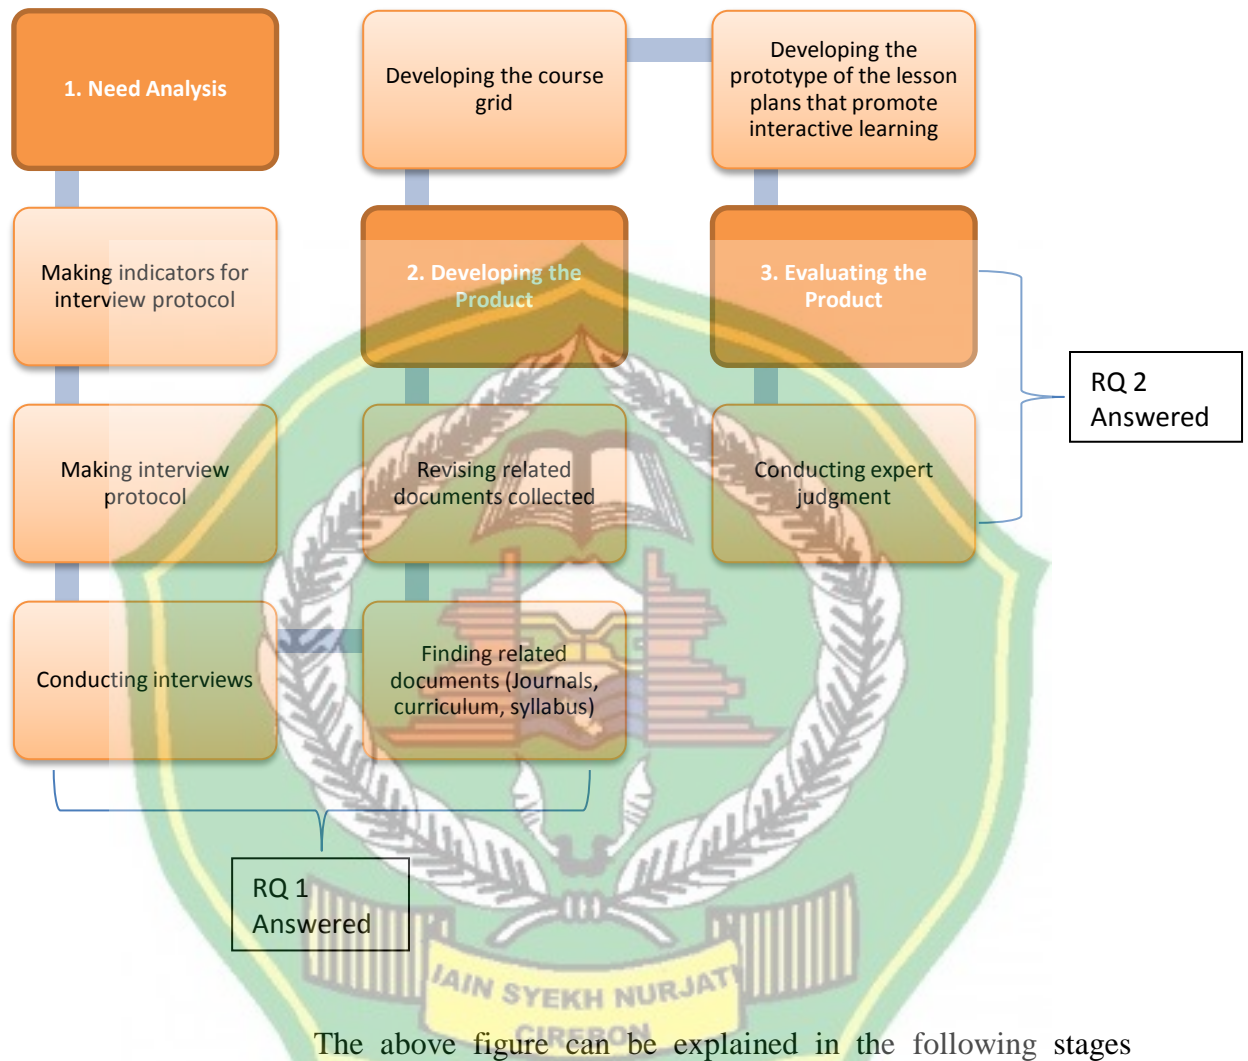 1. Need Analysis
Making indicators for
interview protocol
Making interview
protocol
Conducting interviews
Finding related
documents (Journals,
curriculum, syllabus)
Revising related
documents collected
2. Developing the
Product
Developing the course
grid
Developing the
prototype of the lesson
plans that promote
interactive learning
3. Evaluating the
Product
Conducting expert
judgment
RQ 1
Answered
RQ 2
Answered
IAIN SYEKH NURJATI
CIREBON
The above figure can be explained in the following stages